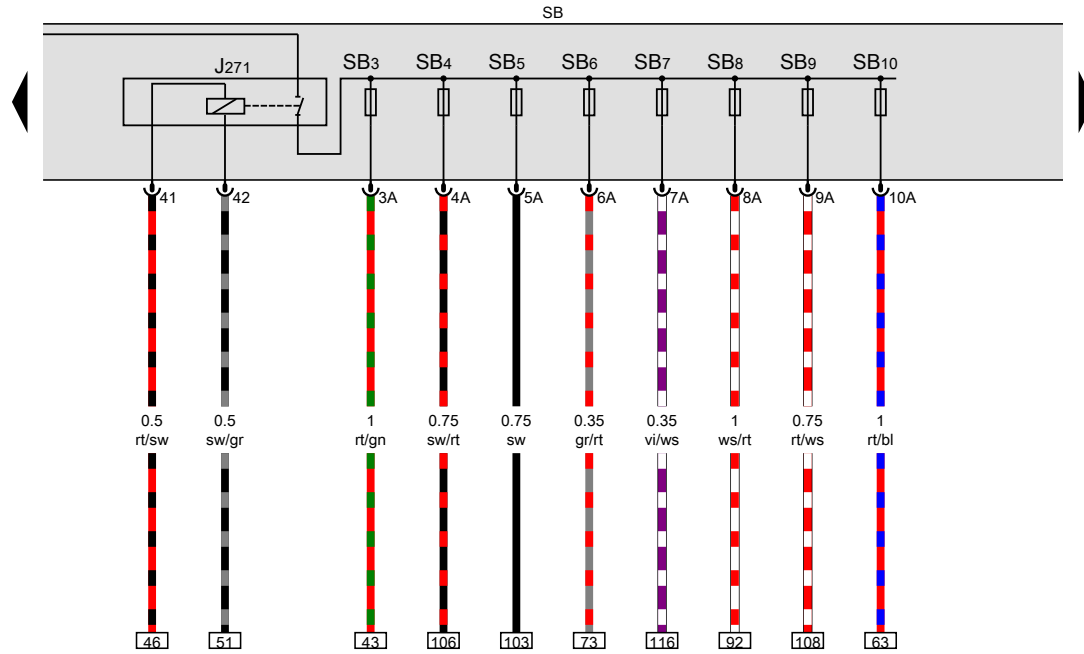 SB
J271
SB3 SB4 SB5 SB6 SB7 SB8 SB9 SB10
41 42 3A 4A 5A 6A 7A 8A 9A 10A
0.5 0.5 1 0.75 0.75 0.35 0.35 1 0.75 1
rt/sw sw/gr rt/gn sw/rt sw gr/rt vi/ws ws/rt rt/ws rt/bl
46 51 43 106 103 73 116 92 108 63